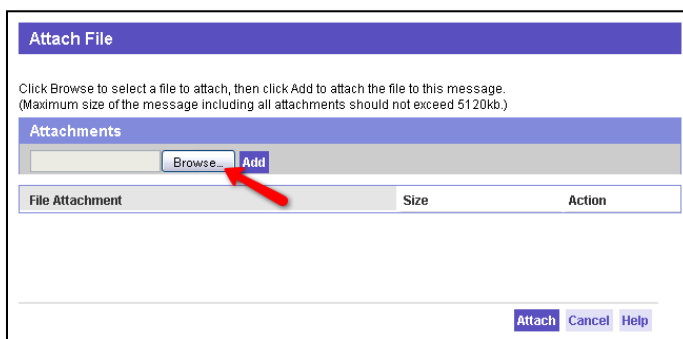 Attach File
Click Browse to select a file to attach, then click Add to attach the file to this message.
(Maximum size of the message including all attachments should not exceed 5120kb.)
Attachments
Browse... Add
File Attachment Size Action
Attach Cancel Help